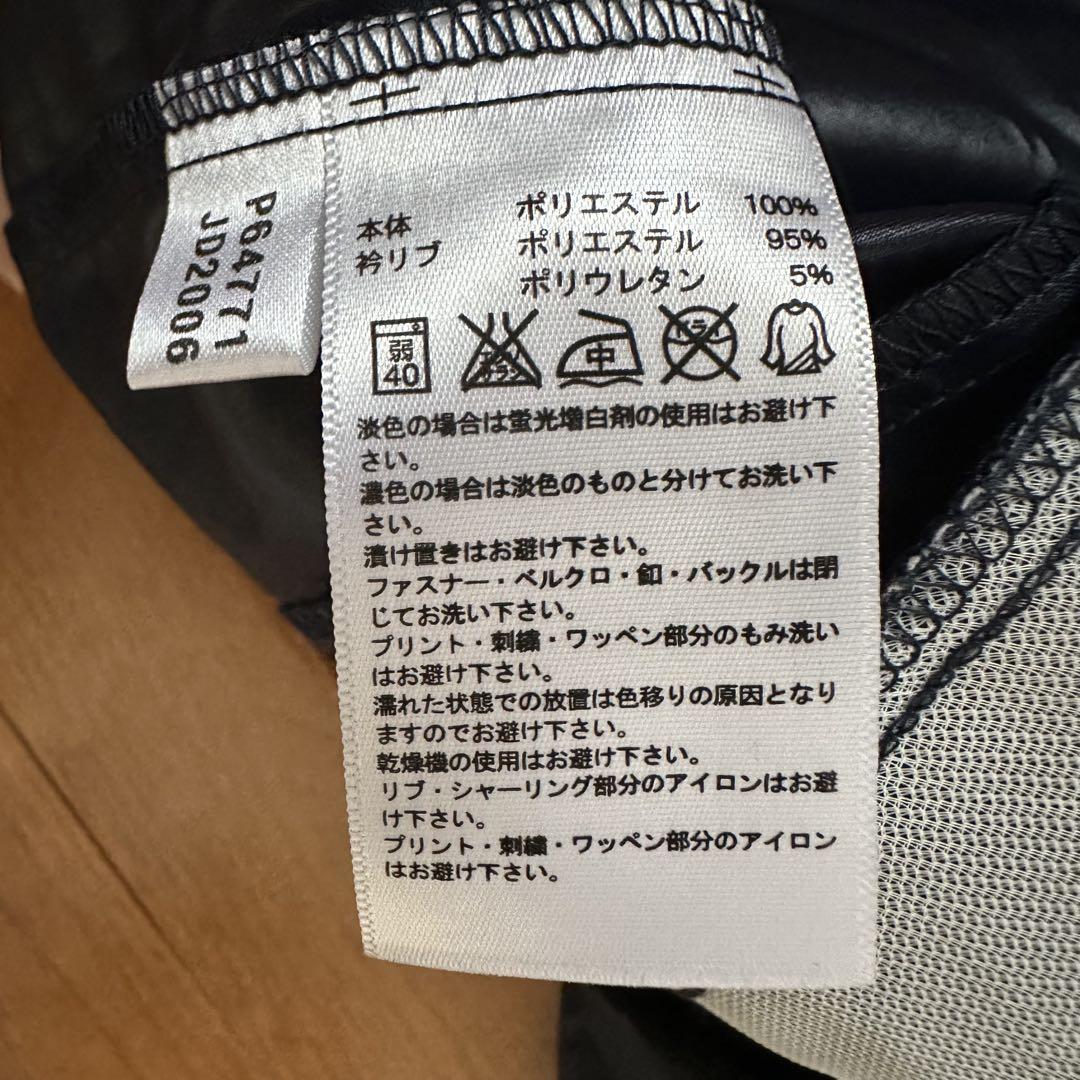 P644771
JD2006
本体 ポリエステル 100%
衿リブ ポリエステル 95%
ポリウレタン 5%
弱 40 エンソ サラシ 中 ドライ
淡色の場合は蛍光増白剤の使用はお避け下
さい。
濃色の場合は淡色のものと分けてお洗い下
さい。
漬け置きはお避け下さい。
ファスナー・ベルクロ・釦・バックルは閉
じてお洗い下さい。
プリント・刺繍・ワッペン部分のもみ洗い
はお避け下さい。
濡れた状態での放置は色移りの原因となり
ますのでお避け下さい。
乾燥機の使用はお避け下さい。
リブ・シャーリング部分のアイロンはお避
け下さい。
プリント・刺繍・ワッペン部分のアイロン
はお避け下さい。